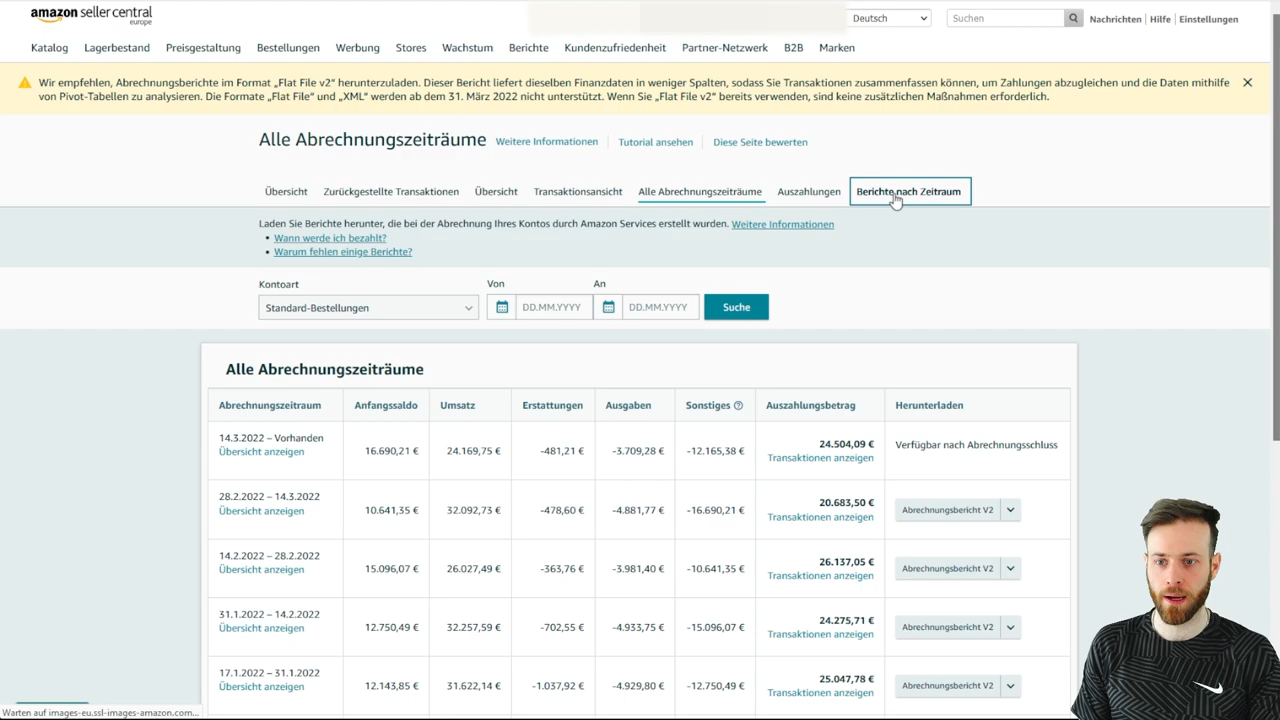 amazon seller central
europe
Deutsch
Suchen
Nachrichten | Hilfe | Einstellungen
Katalog Lagerbestand Preisgestaltung Bestellungen Werbung Stores Wachstum Berichte Kundenzufriedenheit Partner-Netzwerk B2B Marken
Wir empfehlen, Abrechnungsberichte im Format „Flat File v2“ herunterzuladen. Dieser Bericht liefert dieselben Finanzdaten in weniger Spalten, sodass Sie Transaktionen zusammenfassen können, um Zahlungen abzugleichen und die Daten mithilfe
von Pivot-Tabellen zu analysieren. Die Formate „Flat File“ und „XML“ werden ab dem 31. März 2022 nicht unterstützt. Wenn Sie „Flat File v2“ bereits verwenden, sind keine zusätzlichen Maßnahmen erforderlich.
Alle Abrechnungszeiträume Weitere Informationen | Tutorial ansehen | Diese Seite bewerten
Übersicht Zurückgestellte Transaktionen Übersicht Transaktionsansicht Alle Abrechnungszeiträume Auszahlungen Berichte nach Zeitraum
Laden Sie Berichte herunter, die bei der Abrechnung Ihres Kontos durch Amazon Services erstellt wurden. Weitere Informationen
• Wann werde ich bezahlt?
• Warum fehlen einige Berichte?
Kontoart Von An
Standard-Bestellungen DD.MM.YYYY DD.MM.YYYY Suche
Alle Abrechnungszeiträume
Abrechnungszeitraum Anfangssaldo Umsatz Erstattungen Ausgaben Sonstiges Auszahlungsbetrag Herunterladen
14.3.2022 – Vorhanden
Übersicht anzeigen
16.690,21 € 24.169,75 € -481,21 € -3.709,28 € -12.165,38 €
24.504,09 €
Transaktionen anzeigen
Verfügbar nach Abrechnungsschluss
28.2.2022 – 14.3.2022
Übersicht anzeigen
10.641,35 € 32.092,73 € -478,60 € -4.881,77 € -16.690,21 €
20.683,50 €
Transaktionen anzeigen
Abrechnungsbericht V2
14.2.2022 – 28.2.2022
Übersicht anzeigen
15.096,07 € 26.027,49 € -363,76 € -3.981,40 € -10.641,35 €
26.137,05 €
Transaktionen anzeigen
Abrechnungsbericht V2
31.1.2022 – 14.2.2022
Übersicht anzeigen
12.750,49 € 32.257,59 € -702,55 € -4.933,75 € -15.096,07 €
24.275,71 €
Transaktionen anzeigen
Abrechnungsbericht V2
17.1.2022 – 31.1.2022
Übersicht anzeigen
12.143,85 € 31.622,14 € -1.037,92 € -4.929,80 € -12.750,49 €
25.047,78 €
Transaktionen anzeigen
Abrechnungsbericht V2
Warten auf images-eu.ssl-images-amazon.com...